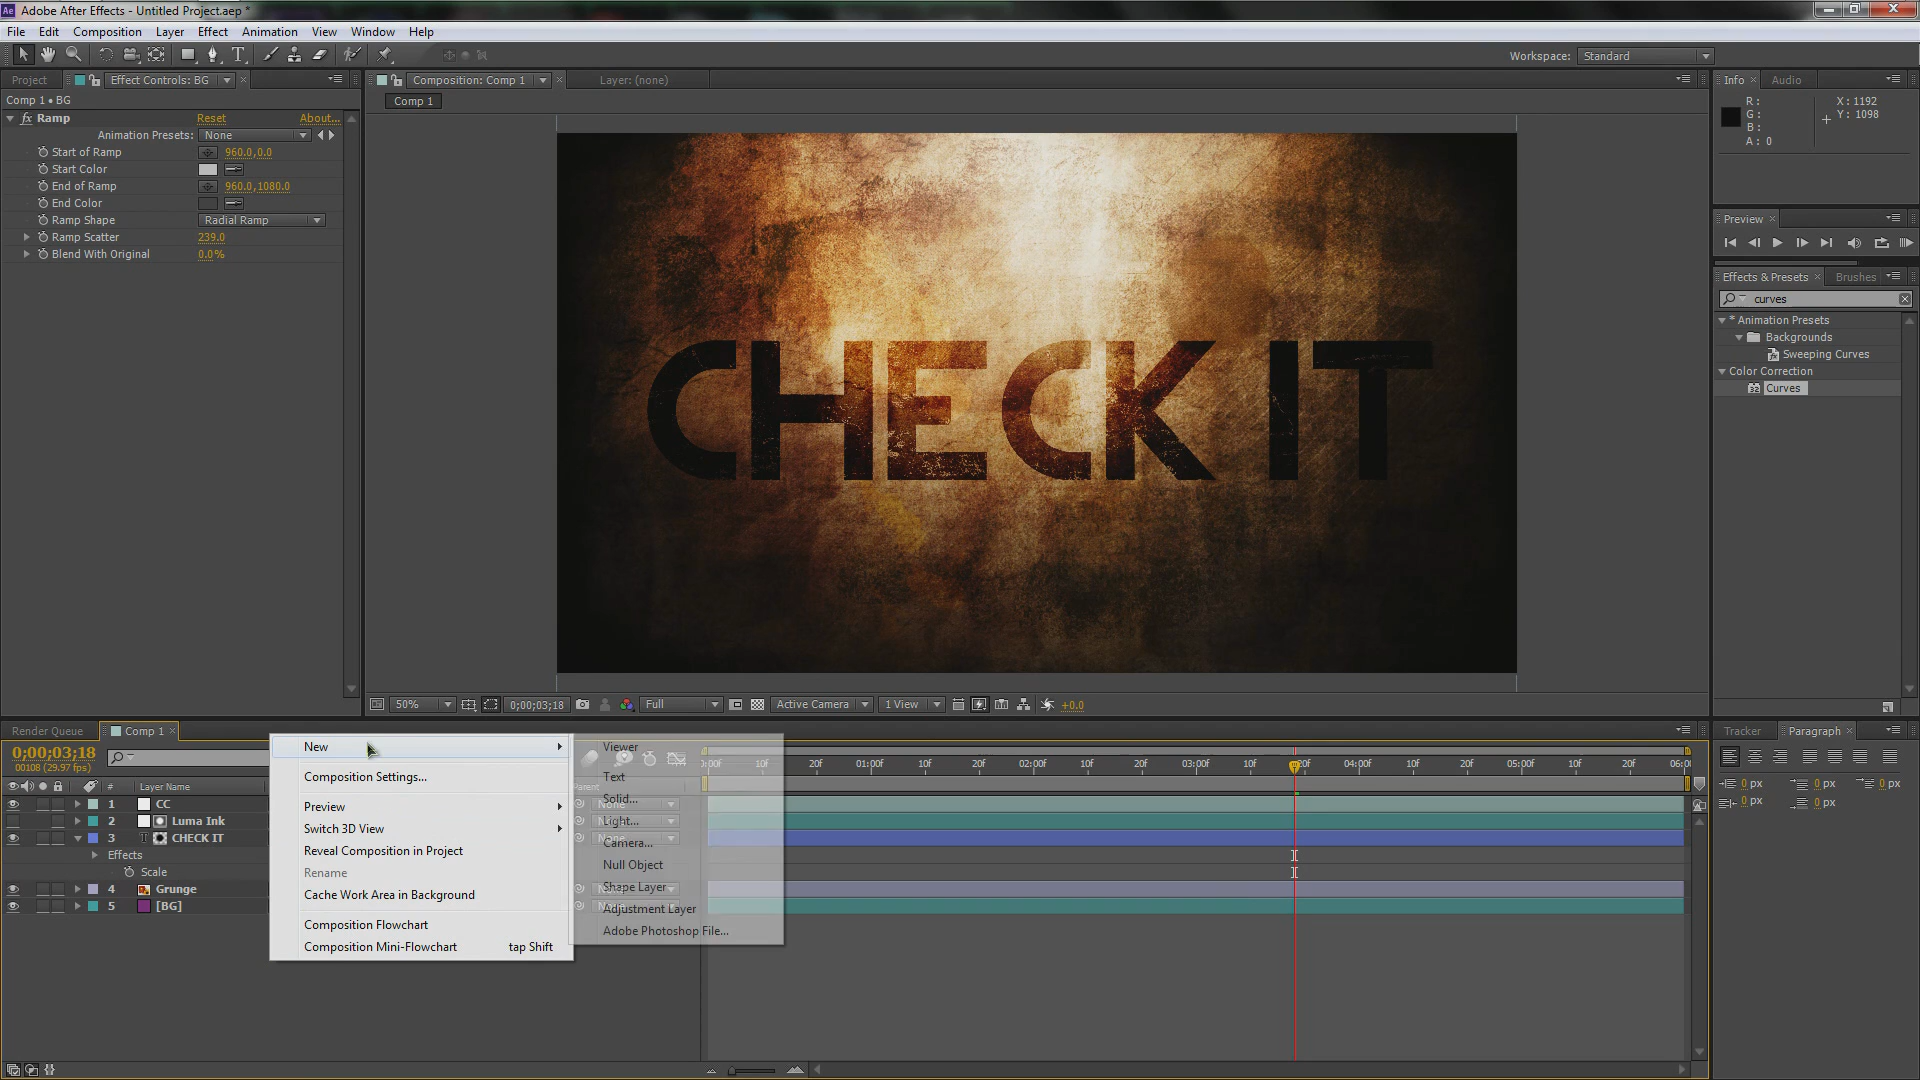 Adobe After Effects - Untitled Project.aep *
File Edit Composition Layer Effect Animation View Window Help
Workspace: Standard
Project Effect Controls: BG
Comp 1 • BG
fx Ramp Reset About...
Animation Presets: None
Start of Ramp 960.0,0.0
Start Color
End of Ramp 960.0,1080.0
End Color
Ramp Shape Radial Ramp
Ramp Scatter 239.0
Blend With Original 0.0%
Composition: Comp 1 Layer: (none)
Comp 1
CHECK IT
50% 0;00;03;18 Full Active Camera 1 View +0.0
Info Audio
R: X: 1192
G: Y: 1098
B:
A: 0
Preview
Effects & Presets Brushes
curves
* Animation Presets
Backgrounds
Sweeping Curves
Color Correction
Curves
Render Queue Comp 1
0;00;03;18
00108 (29.97 fps)
# Layer Name
1 CC
2 Luma Ink
3 T CHECK IT
Effects
Scale
4 Grunge
5 [BG]
New
Composition Settings...
Preview
Switch 3D View
Reveal Composition in Project
Rename
Cache Work Area in Background
Composition Flowchart
Composition Mini-Flowchart tap Shift
Viewer
Text
Solid...
Light...
Camera...
Null Object
Shape Layer
Adjustment Layer
Adobe Photoshop File...
10f 20f 01:00f 10f 20f 02:00f 10f 20f 03:00f 10f 20f 04:00f 10f 20f 05:00f 10f 20f
Tracker Paragraph
0 px 0 px 0 px
0 px 0 px